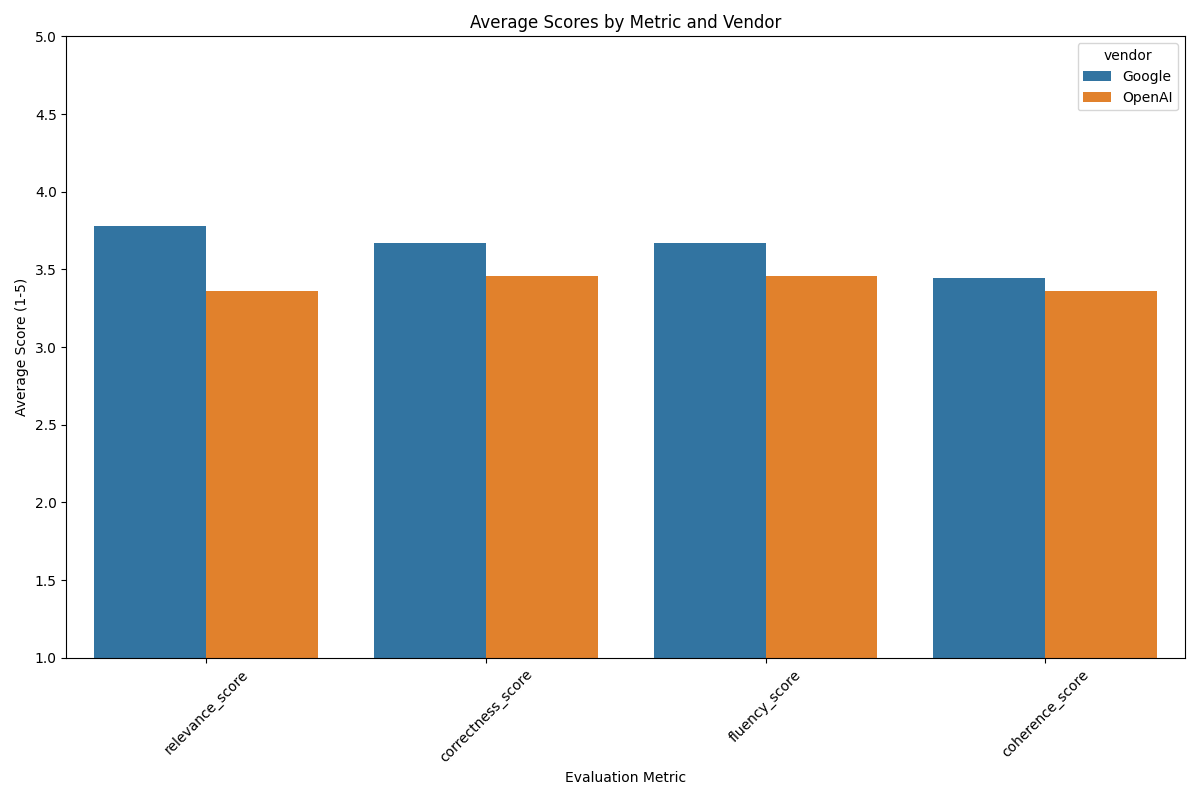 Average Scores by Metric and Vendor
5.0
4.5
4.0
3.5
3.0
2.5
2.0
1.5
1.0
Average Score (1-5)
vendor
Google
OpenAI
relevance_score
correctness_score
fluency_score
coherence_score
Evaluation Metric